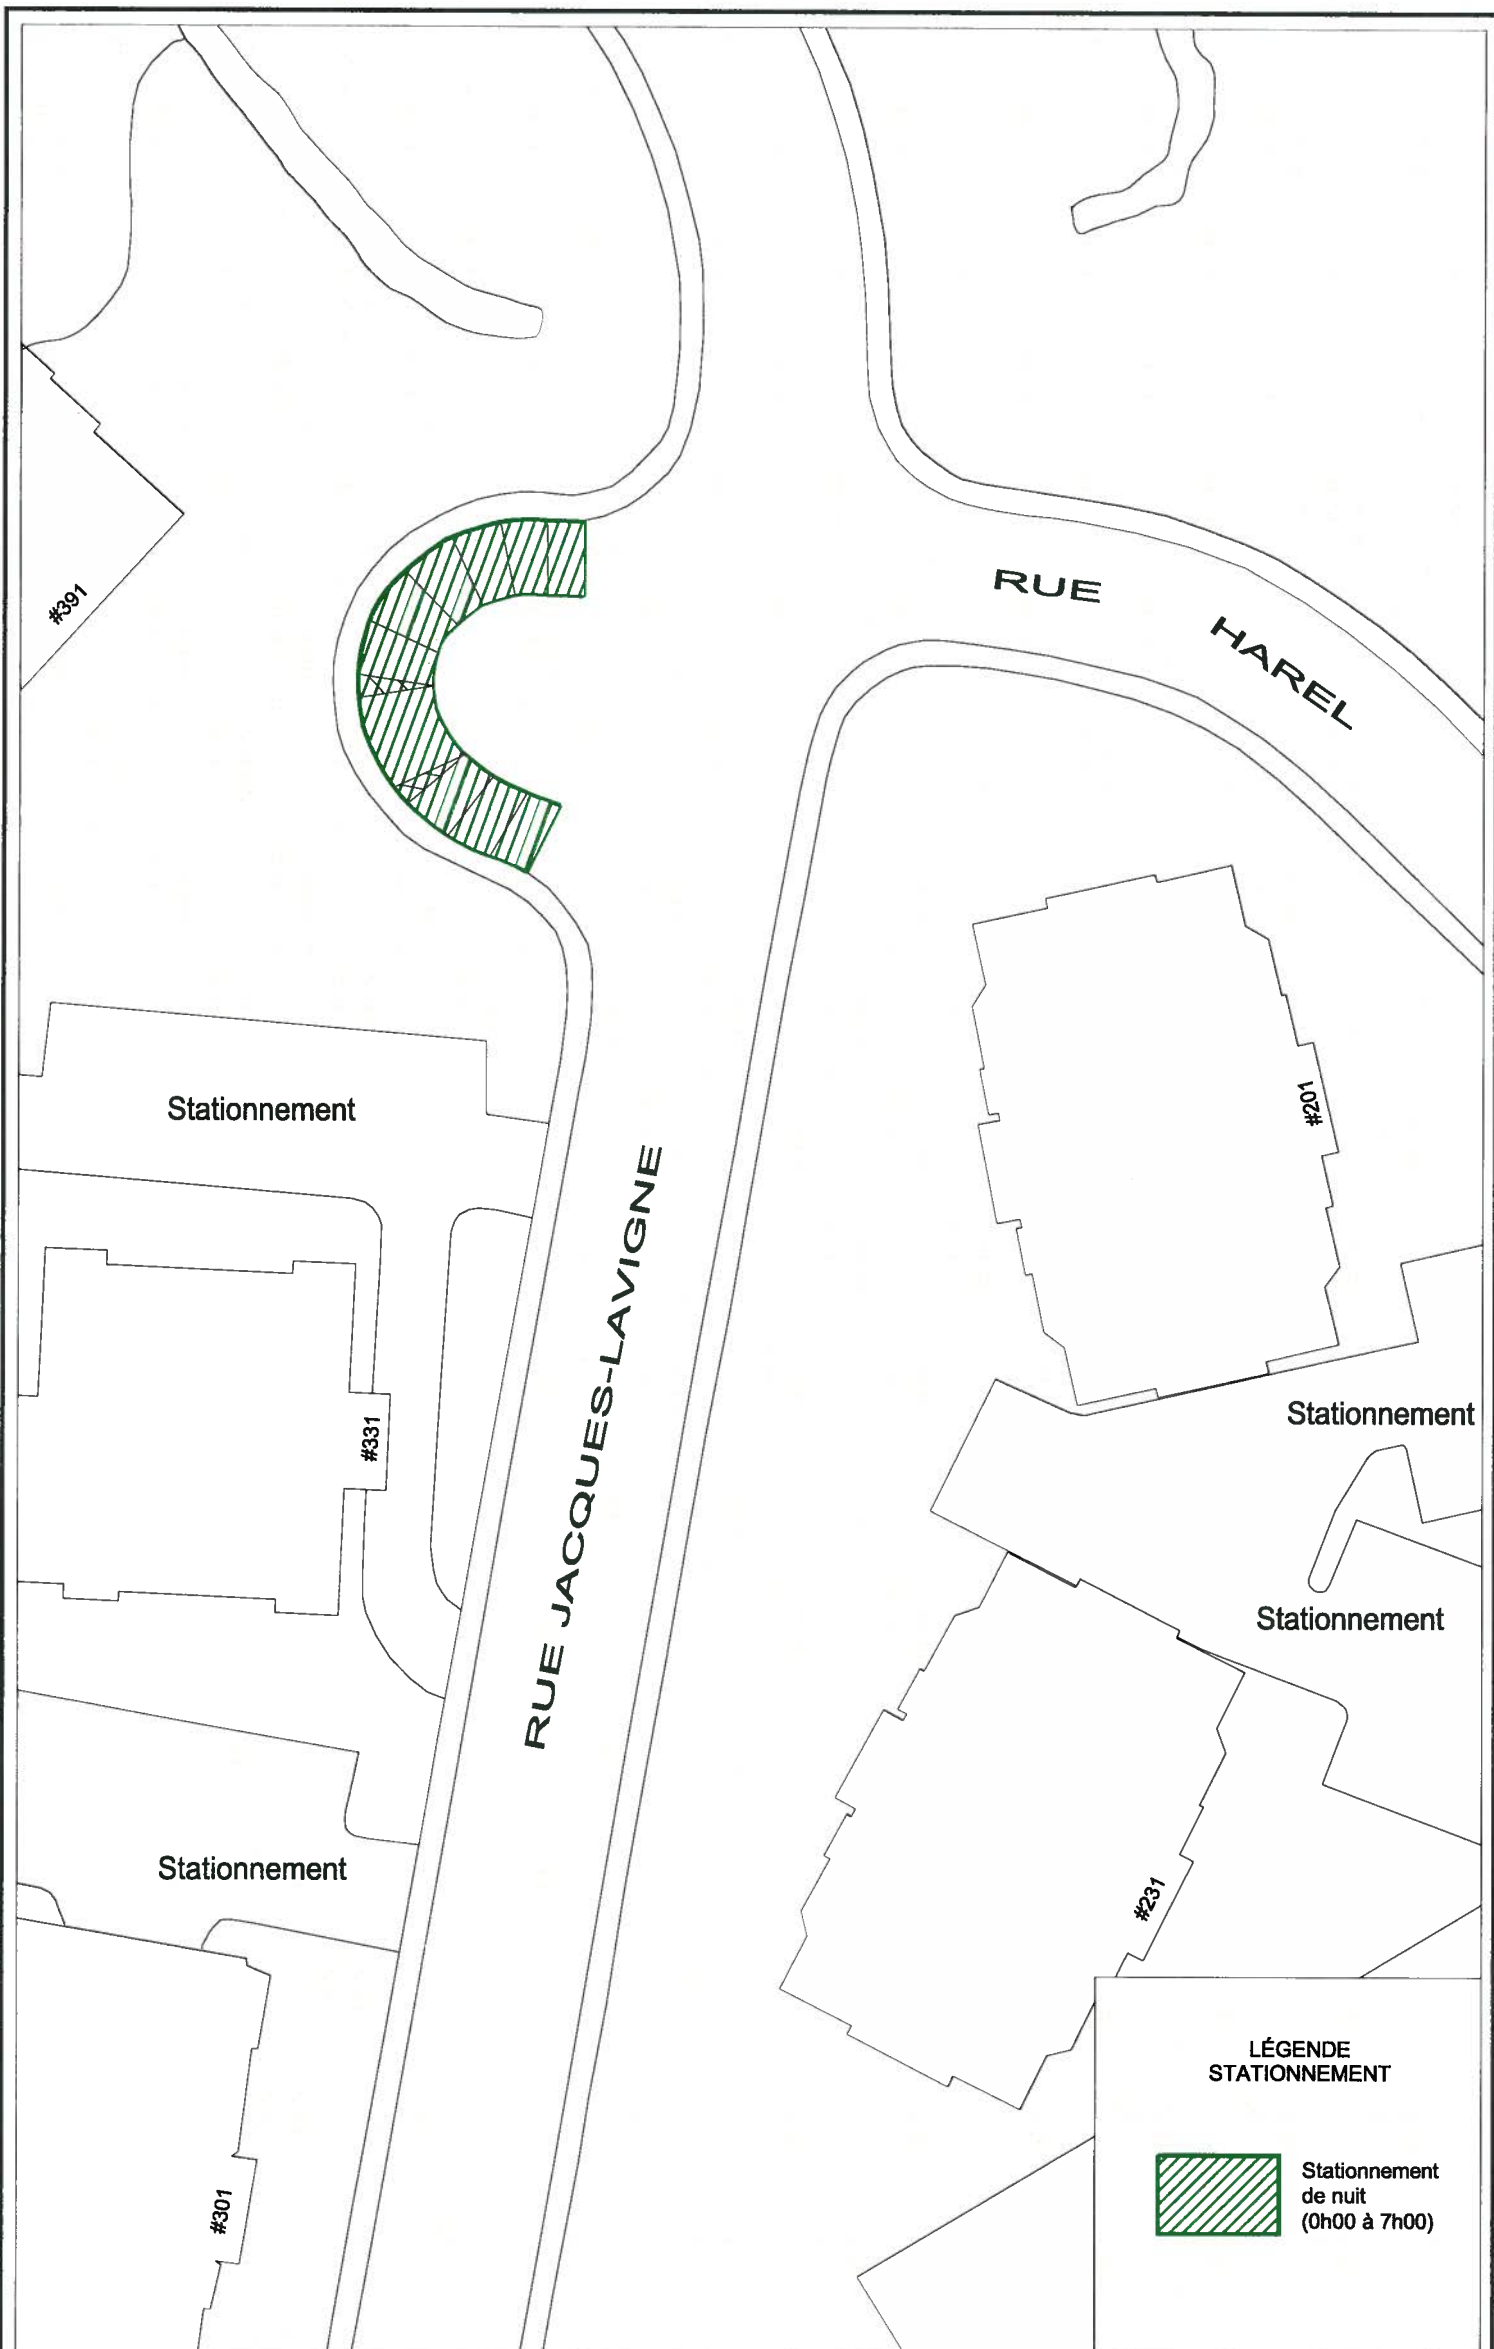 #391
RUE
HAREL
Stationnement
#201
RUE JACQUES-LAVIGNE
#331
Stationnement
Stationnement
Stationnement
#231
#301
LÉGENDE
STATIONNEMENT
Stationnement
de nuit
(0h00 à 7h00)